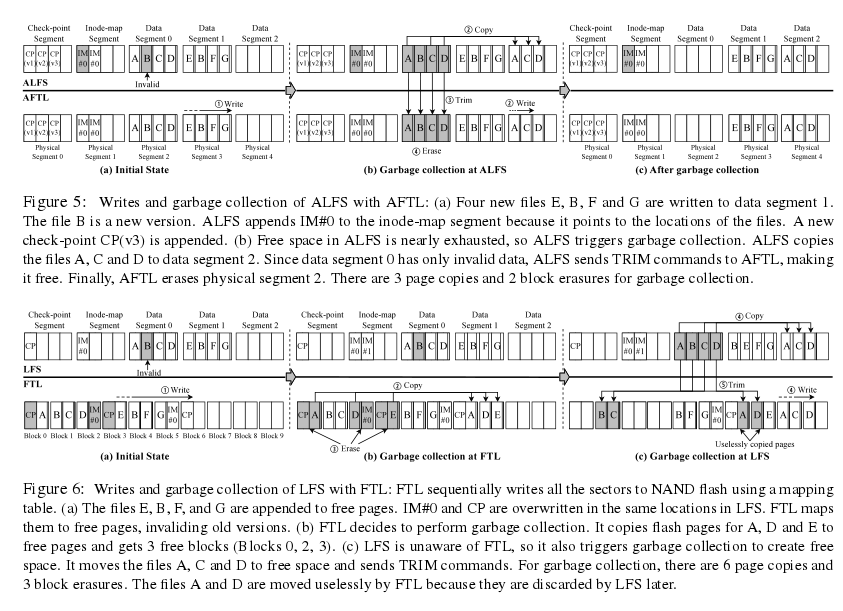 Check-point Segment
Inode-map Segment
Data Segment 0
Data Segment 1
Data Segment 2
Check-point Segment
Inode-map Segment
Data Segment 0
Data Segment 1
Data Segment 2
② Copy
CP (v1) CP (v2) CP (v3) IM #0 IM #0 A B C D E B F G
CP (v1) CP (v2) CP (v3) IM #0 IM #0 A B C D E B F G A C D
CP (v1) CP (v2) CP (v3) IM #0 IM #0 E B F G A C D
Invalid
ALFS
AFTL
① Write
③ Trim
② Write
CP (v1) CP (v2) CP (v3) IM #0 IM #0 A B C D E B F G
CP (v1) CP (v2) CP (v3) IM #0 IM #0 A B C D E B F G A C D
CP (v1) CP (v2) CP (v3) IM #0 IM #0 E B F G A C D
Physical Segment 0
Physical Segment 1
Physical Segment 2
Physical Segment 3
Physical Segment 4
④ Erase
Physical Segment 0
Physical Segment 1
Physical Segment 2
Physical Segment 3
Physical Segment 4
(a) Initial State
(b) Garbage collection at ALFS
(c) After garbage collection
Figure 5: Writes and garbage collection of ALFS with AFTL: (a) Four new files E, B, F and G are written to data segment 1.
The file B is a new version. ALFS appends IM#0 to the inode-map segment because it points to the locations of the files. A new
check-point CP(v3) is appended. (b) Free space in ALFS is nearly exhausted, so ALFS triggers garbage collection. ALFS copies
the files A, C and D to data segment 2. Since data segment 0 has only invalid data, ALFS sends TRIM commands to AFTL, making
it free. Finally, AFTL erases physical segment 2. There are 3 page copies and 2 block erasures for garbage collection.
Check-point Segment
Inode-map Segment
Data Segment 0
Data Segment 1
Data Segment 2
Check-point Segment
Inode-map Segment
Data Segment 0
Data Segment 1
Data Segment 2
④ Copy
CP IM #0 A B C D E B F G
CP IM #0 IM #1 A B C D E B F G
CP IM #0 IM #1 A B C D B E F G A C D
Invalid
LFS
FTL
① Write
② Copy
⑤ Trim
④ Write
CP A B C D IM #0 CP E B F G IM #0 CP
CP A B C D IM #0 CP E B F G IM #0 CP A D E
B C B F G IM #0 CP A D E A C D
Block 0 Block 1 Block 2 Block 3 Block 4 Block 5 Block 6 Block 7 Block 8 Block 9
③ Erase
Uselessly copied pages
(a) Initial State
(b) Garbage collection at FTL
(c) Garbage collection at LFS
Figure 6: Writes and garbage collection of LFS with FTL: FTL sequentially writes all the sectors to NAND flash using a mapping
table. (a) The files E, B, F, and G are appended to free pages. IM#0 and CP are overwritten in the same locations in LFS. FTL maps
them to free pages, invaliding old versions. (b) FTL decides to perform garbage collection. It copies flash pages for A, D and E to
free pages and gets 3 free blocks (Blocks 0, 2, 3). (c) LFS is unaware of FTL, so it also triggers garbage collection to create free
space. It moves the files A, C and D to free space and sends TRIM commands. For garbage collection, there are 6 page copies and
3 block erasures. The files A and D are moved uselessly by FTL because they are discarded by LFS later.